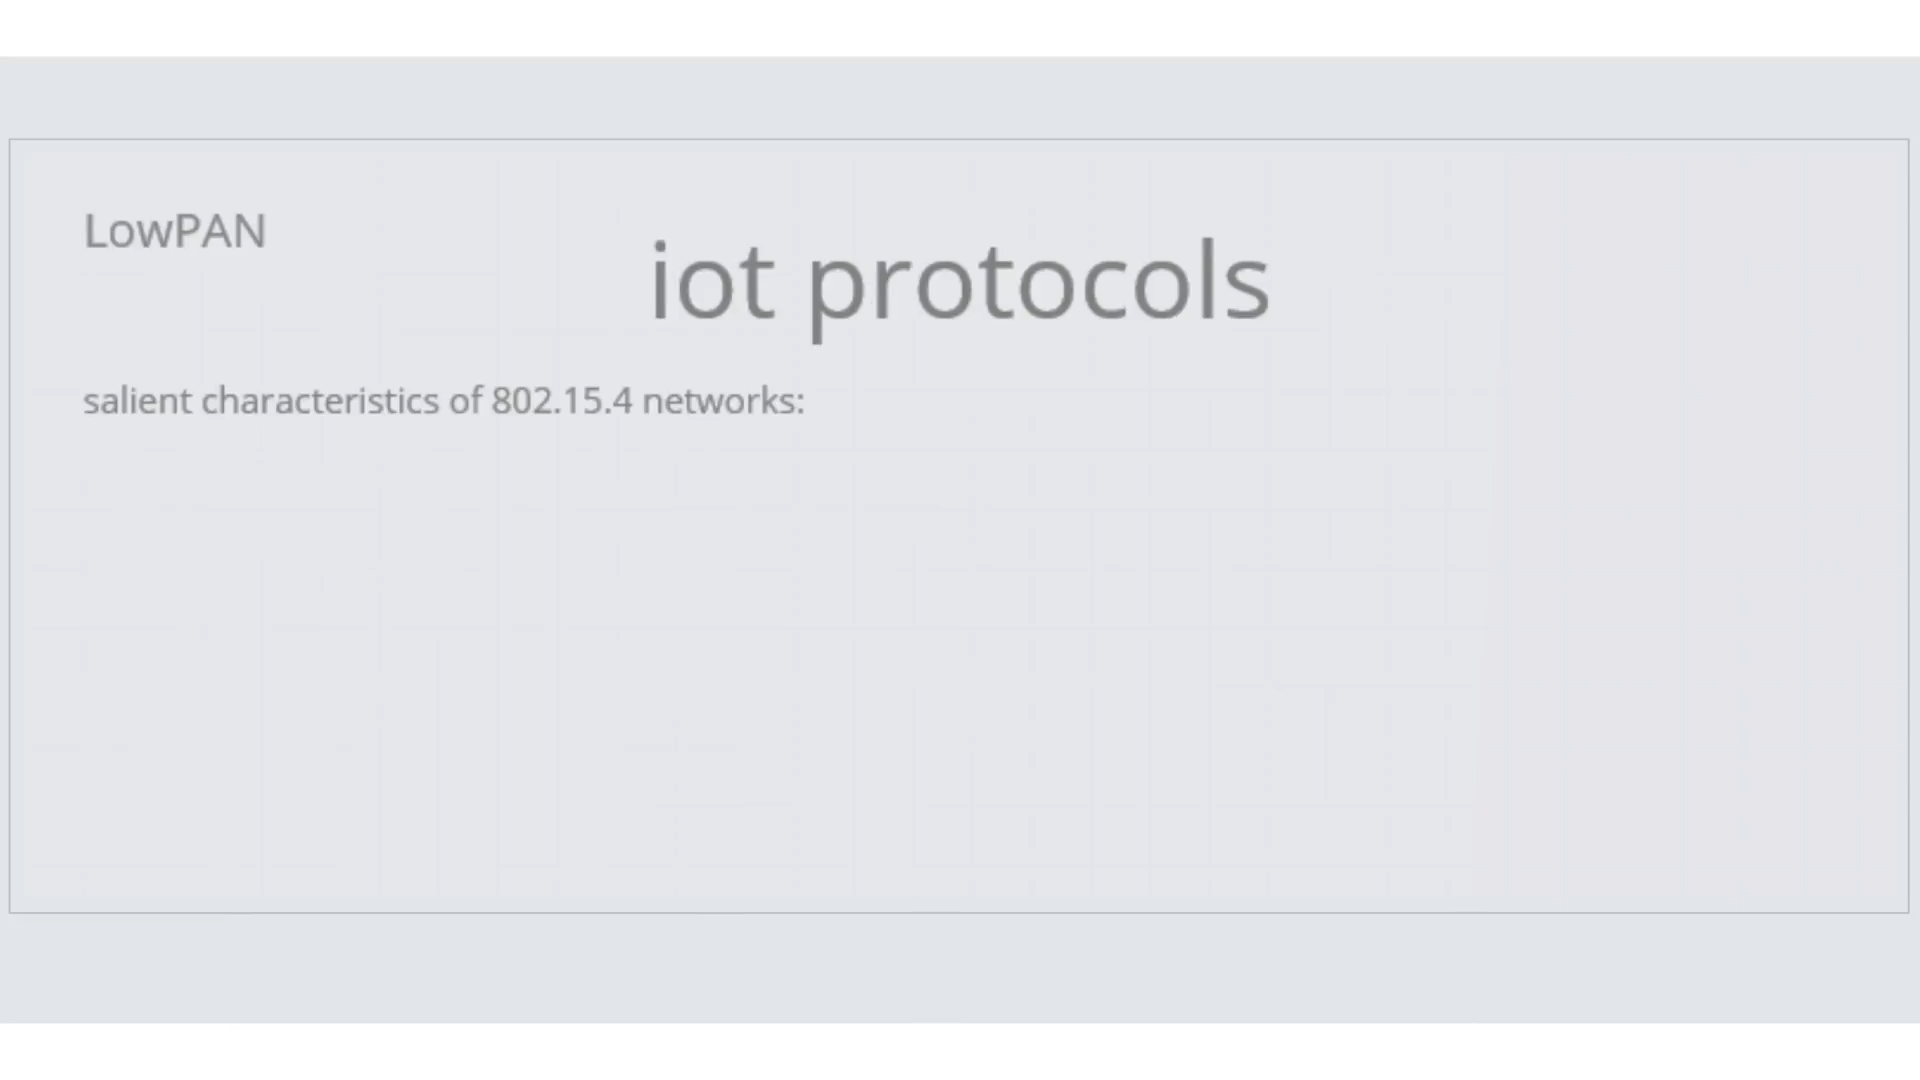 LowPAN
iot protocols
salient characteristics of 802.15.4 networks: